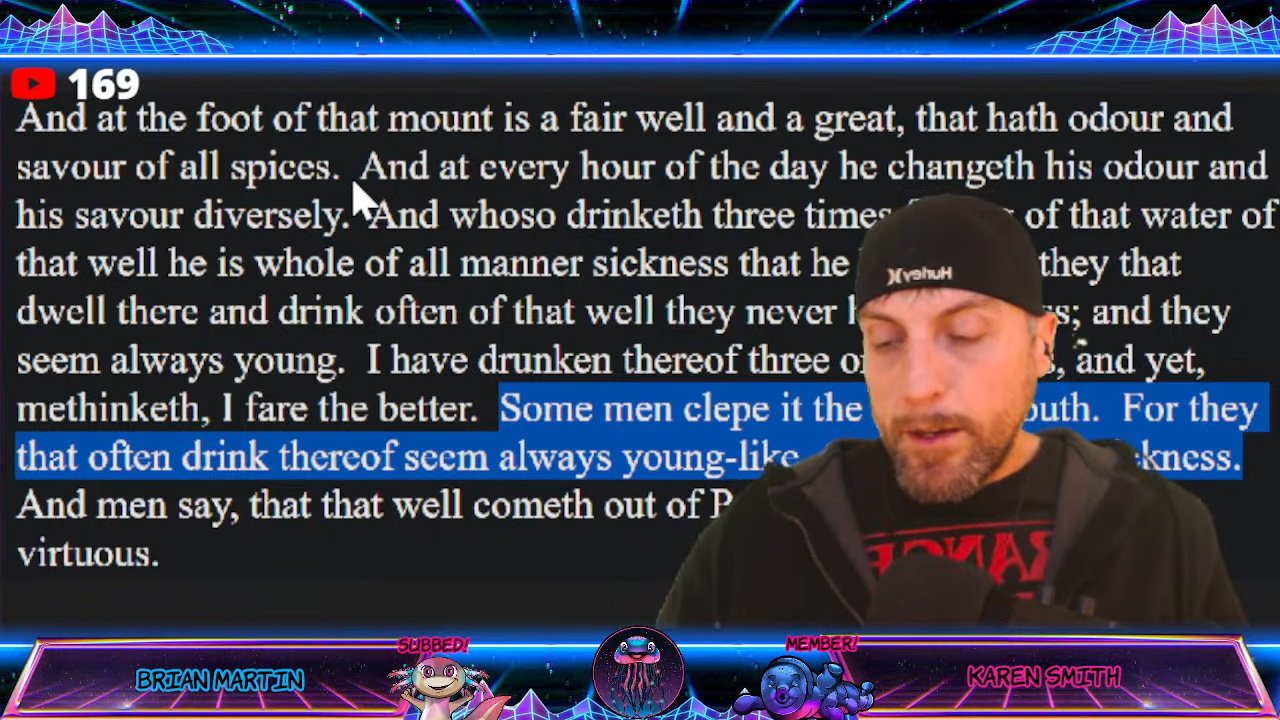 169
And at the foot of that mount is a fair well and a great, that hath odour and
savour of all spices. And at every hour of the day he changeth his odour and
his savour diversely. And whoso drinketh three times of that water of
that well he is whole of all manner sickness that he they that
dwell there and drink often of that well they never and they
seem always young. I have drunken thereof three and yet,
methinketh, I fare the better. Some men clepe it the For they
that often drink thereof seem always young-like
And men say, that that well cometh out of
virtuous.
Hurley
SUBBED!
MEMBER!
BRIAN MARTIN
KAREN SMITH